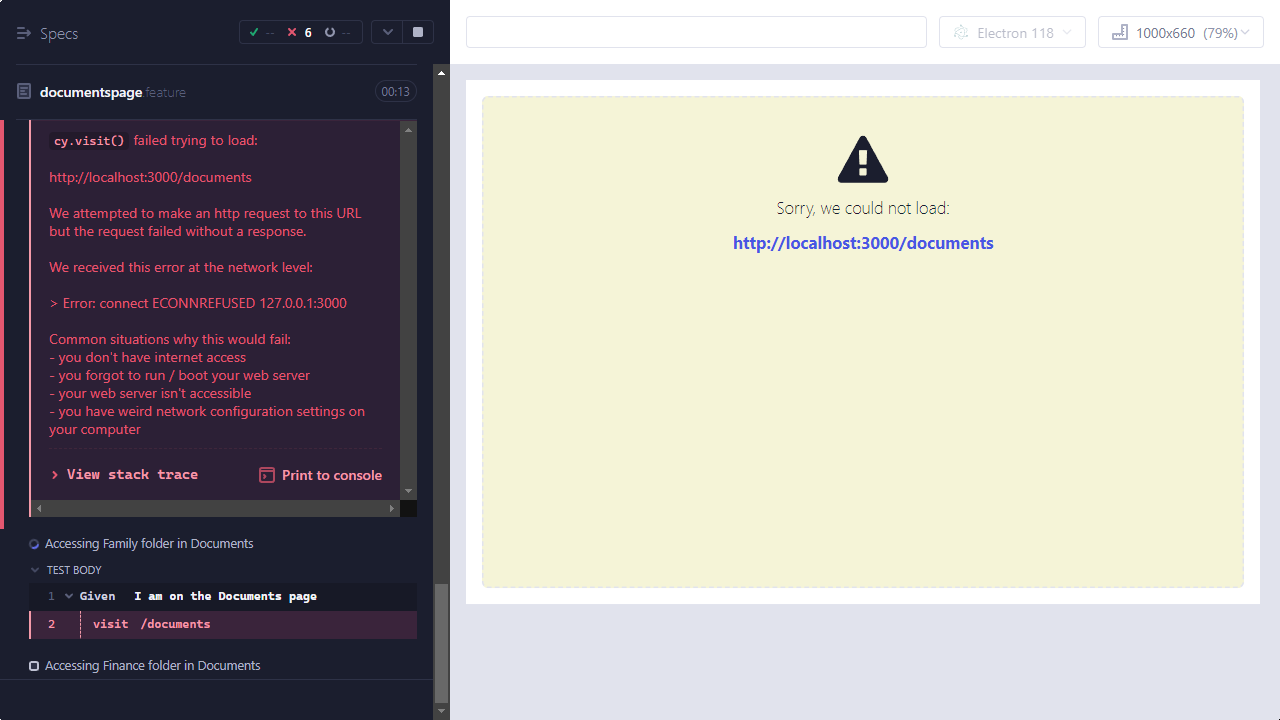 Specs
-- 6 --
documentspage feature 00:13
cy.visit() failed trying to load:
http://localhost:3000/documents
We attempted to make an http request to this URL
but the request failed without a response.
We received this error at the network level:
> Error: connect ECONNREFUSED 127.0.0.1:3000
Common situations why this would fail:
- you don't have internet access
- you forgot to run / boot your web server
- your web server isn't accessible
- you have weird network configuration settings on
your computer
View stack trace Print to console
Accessing Family folder in Documents
TEST BODY
1 Given I am on the Documents page
2 visit /documents
Accessing Finance folder in Documents
Electron 118
1000x660 (79%)
Sorry, we could not load:
http://localhost:3000/documents